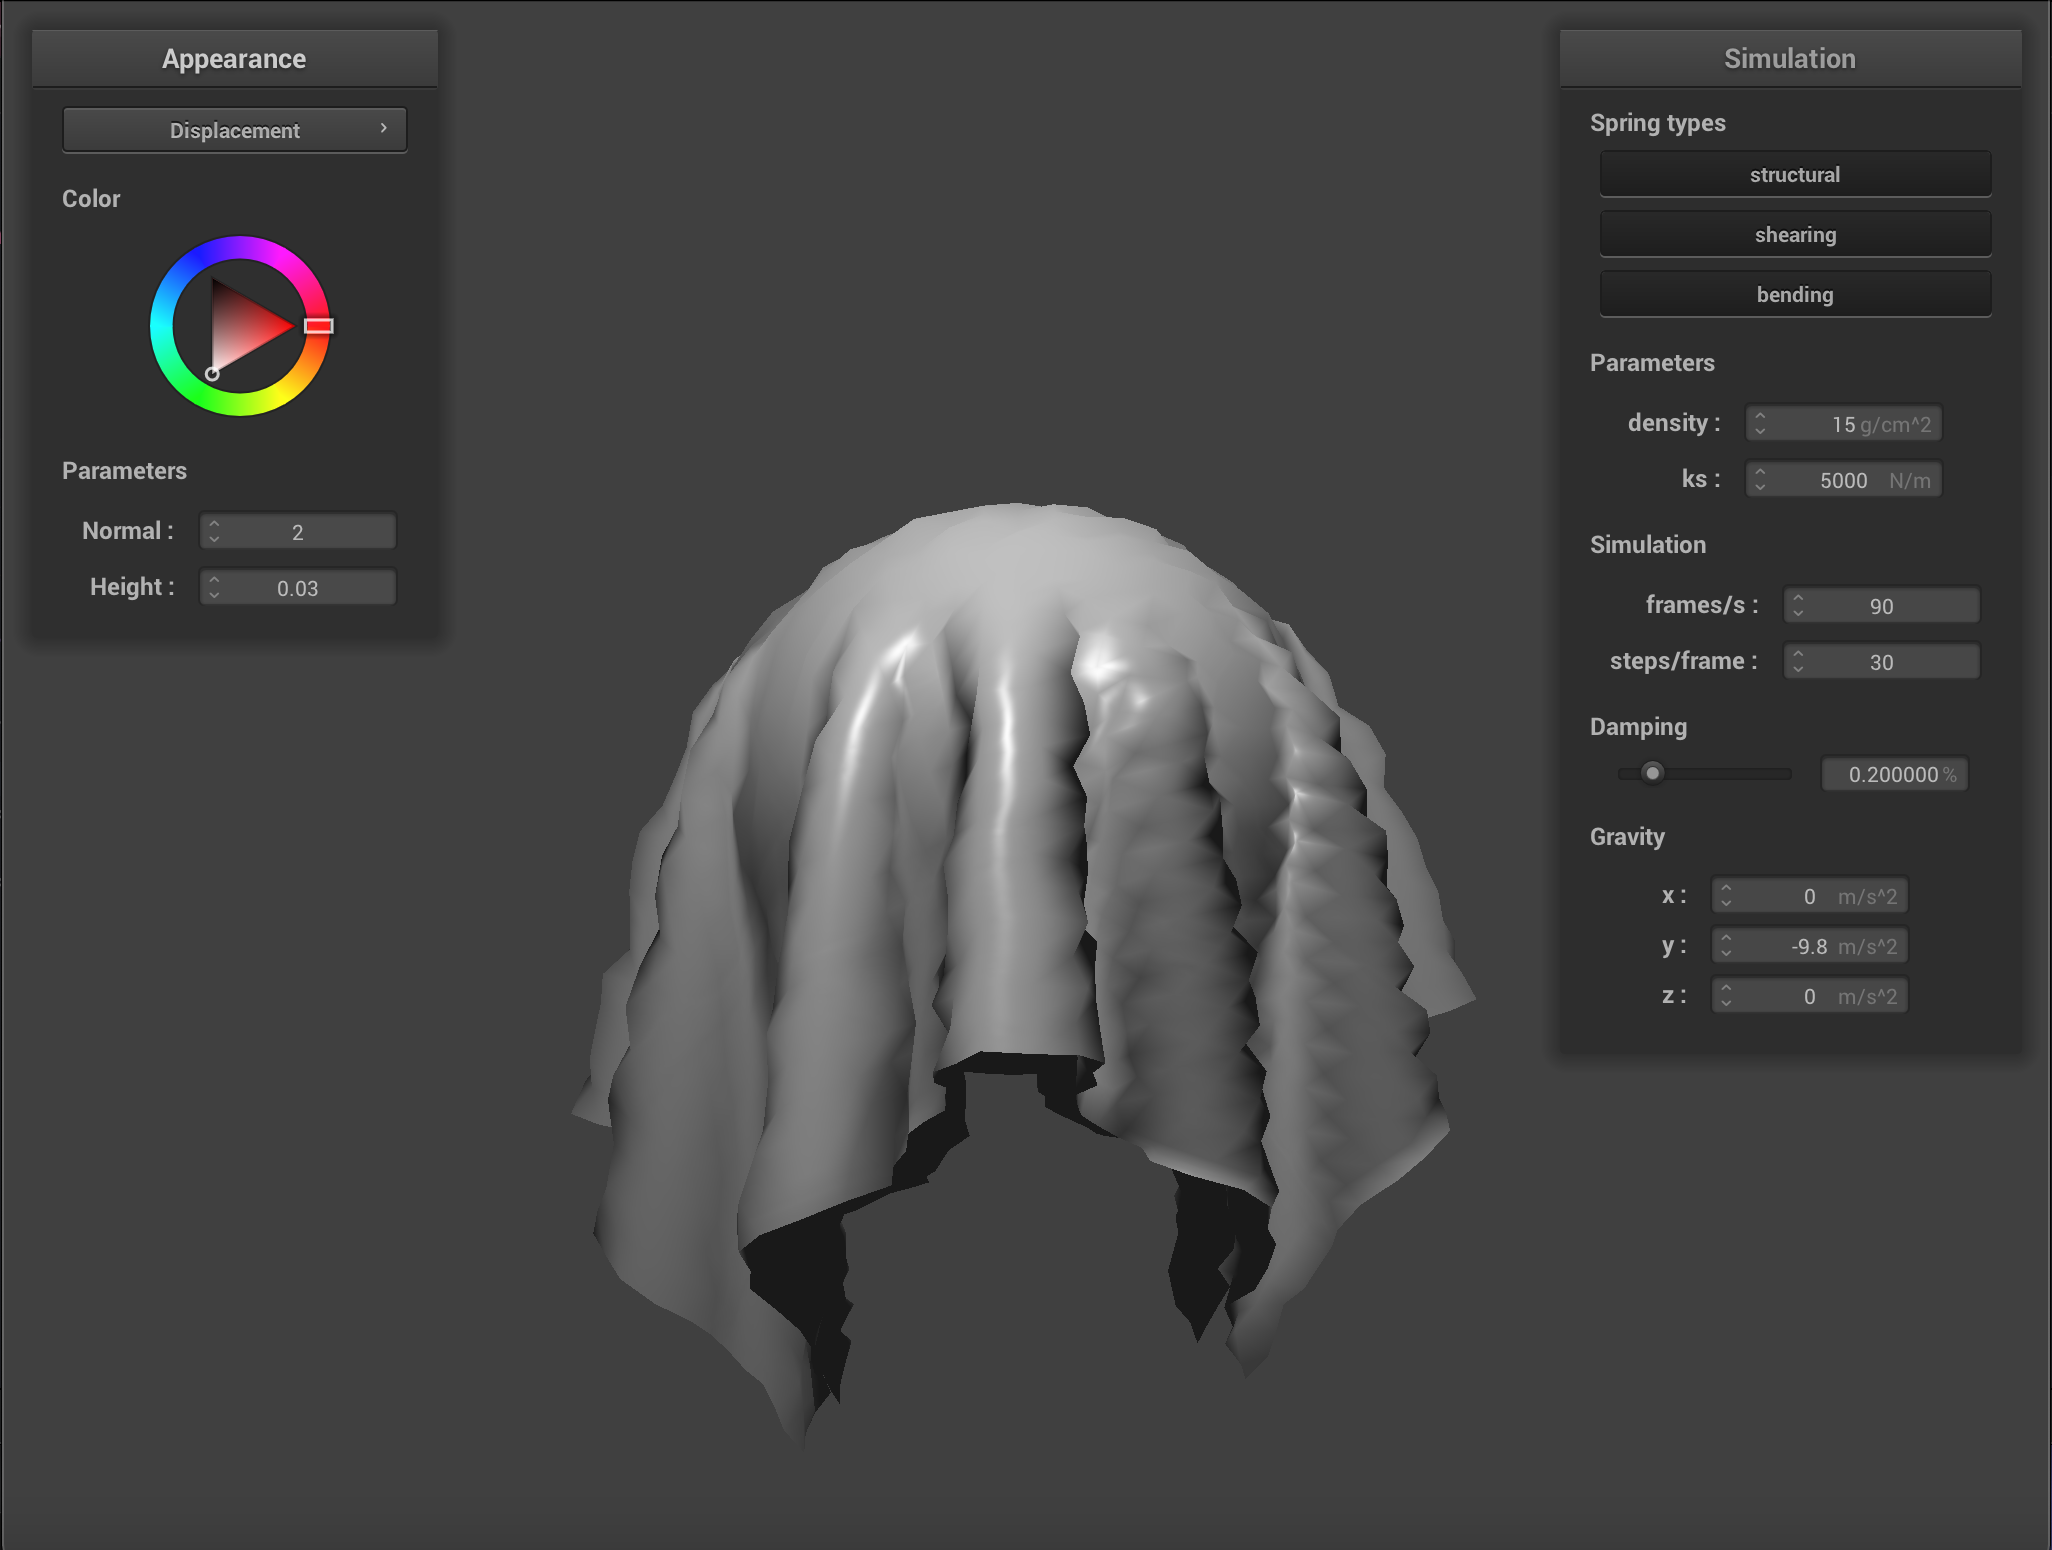 Appearance
Displacement
Color
Parameters
Normal : 2
Height : 0.03
Simulation
Spring types
structural
shearing
bending
Parameters
density : 15 g/cm^2
ks : 5000 N/m
Simulation
frames/s : 90
steps/frame : 30
Damping
0.200000 %
Gravity
x : 0 m/s^2
y : -9.8 m/s^2
z : 0 m/s^2